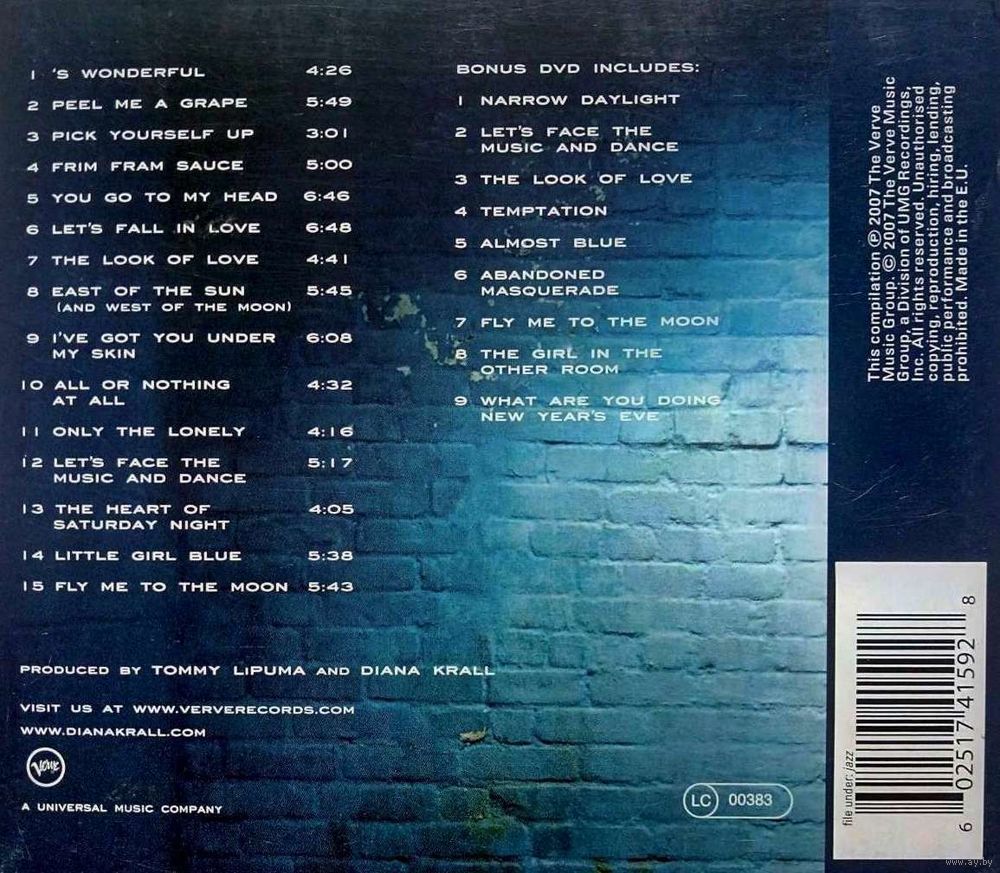 1 'S WONDERFUL 4:26
2 PEEL ME A GRAPE 5:49
3 PICK YOURSELF UP 3:01
4 FRIM FRAM SAUCE 5:00
5 YOU GO TO MY HEAD 6:46
6 LET'S FALL IN LOVE 6:48
7 THE LOOK OF LOVE 4:41
8 EAST OF THE SUN 5:45
(AND WEST OF THE MOON)
9 I'VE GOT YOU UNDER 6:08
MY SKIN
10 ALL OR NOTHING 4:32
AT ALL
11 ONLY THE LONELY 4:16
12 LET'S FACE THE 5:17
MUSIC AND DANCE
13 THE HEART OF 4:05
SATURDAY NIGHT
14 LITTLE GIRL BLUE 5:38
15 FLY ME TO THE MOON 5:43
BONUS DVD INCLUDES:
1 NARROW DAYLIGHT
2 LET'S FACE THE
MUSIC AND DANCE
3 THE LOOK OF LOVE
4 TEMPTATION
5 ALMOST BLUE
6 ABANDONED
MASQUERADE
7 FLY ME TO THE MOON
8 THE GIRL IN THE
OTHER ROOM
9 WHAT ARE YOU DOING
NEW YEAR'S EVE
PRODUCED BY TOMMY LiPUMA AND DIANA KRALL
VISIT US AT WWW.VERVERECORDS.COM
WWW.DIANAKRALL.COM
Verve
A UNIVERSAL MUSIC COMPANY
LC 00383
This compilation ℗ 2007 The Verve
Music Group. © 2007 The Verve Music
Group, a Division of UMG Recordings,
Inc. All rights reserved. Unauthorised
copying, reproduction, hiring, lending,
public performance and broadcasting
prohibited. Made in the E.U.
file under: jazz
6 02517 41592 8
www.ay.by